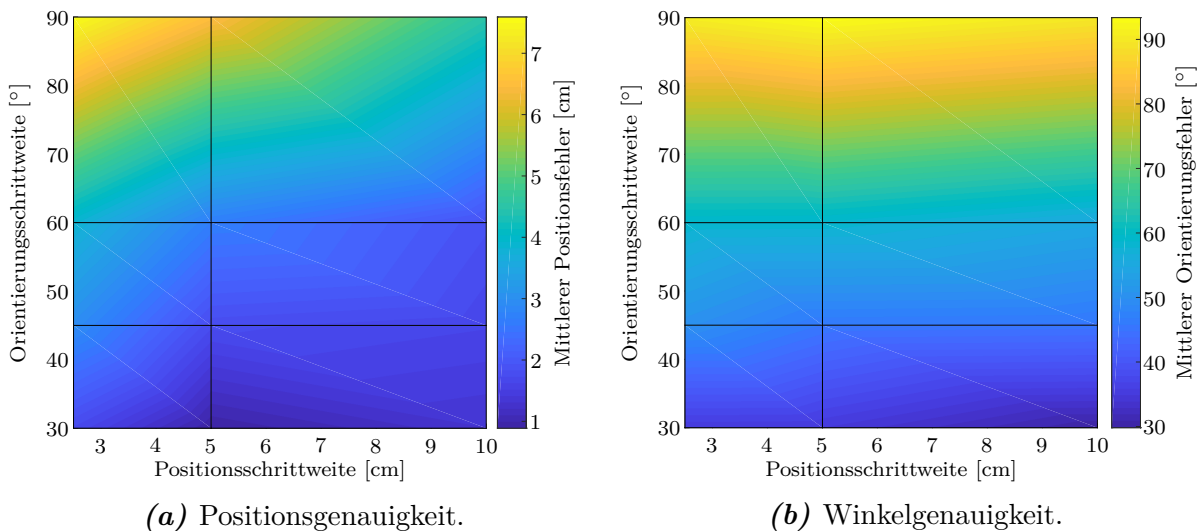 90
80
70
60
50
40
30
3 4 5 6 7 8 9 10
Orientierungsschrittweite [°]
Positionsschrittweite [cm]
7
6
5
4
3
2
1
Mittlerer Positionsfehler [cm]
(a) Positionsgenauigkeit.
90
80
70
60
50
40
30
3 4 5 6 7 8 9 10
Orientierungsschrittweite [°]
Positionsschrittweite [cm]
90
80
70
60
50
40
30
Mittlerer Orientierungsfehler [°]
(b) Winkelgenauigkeit.